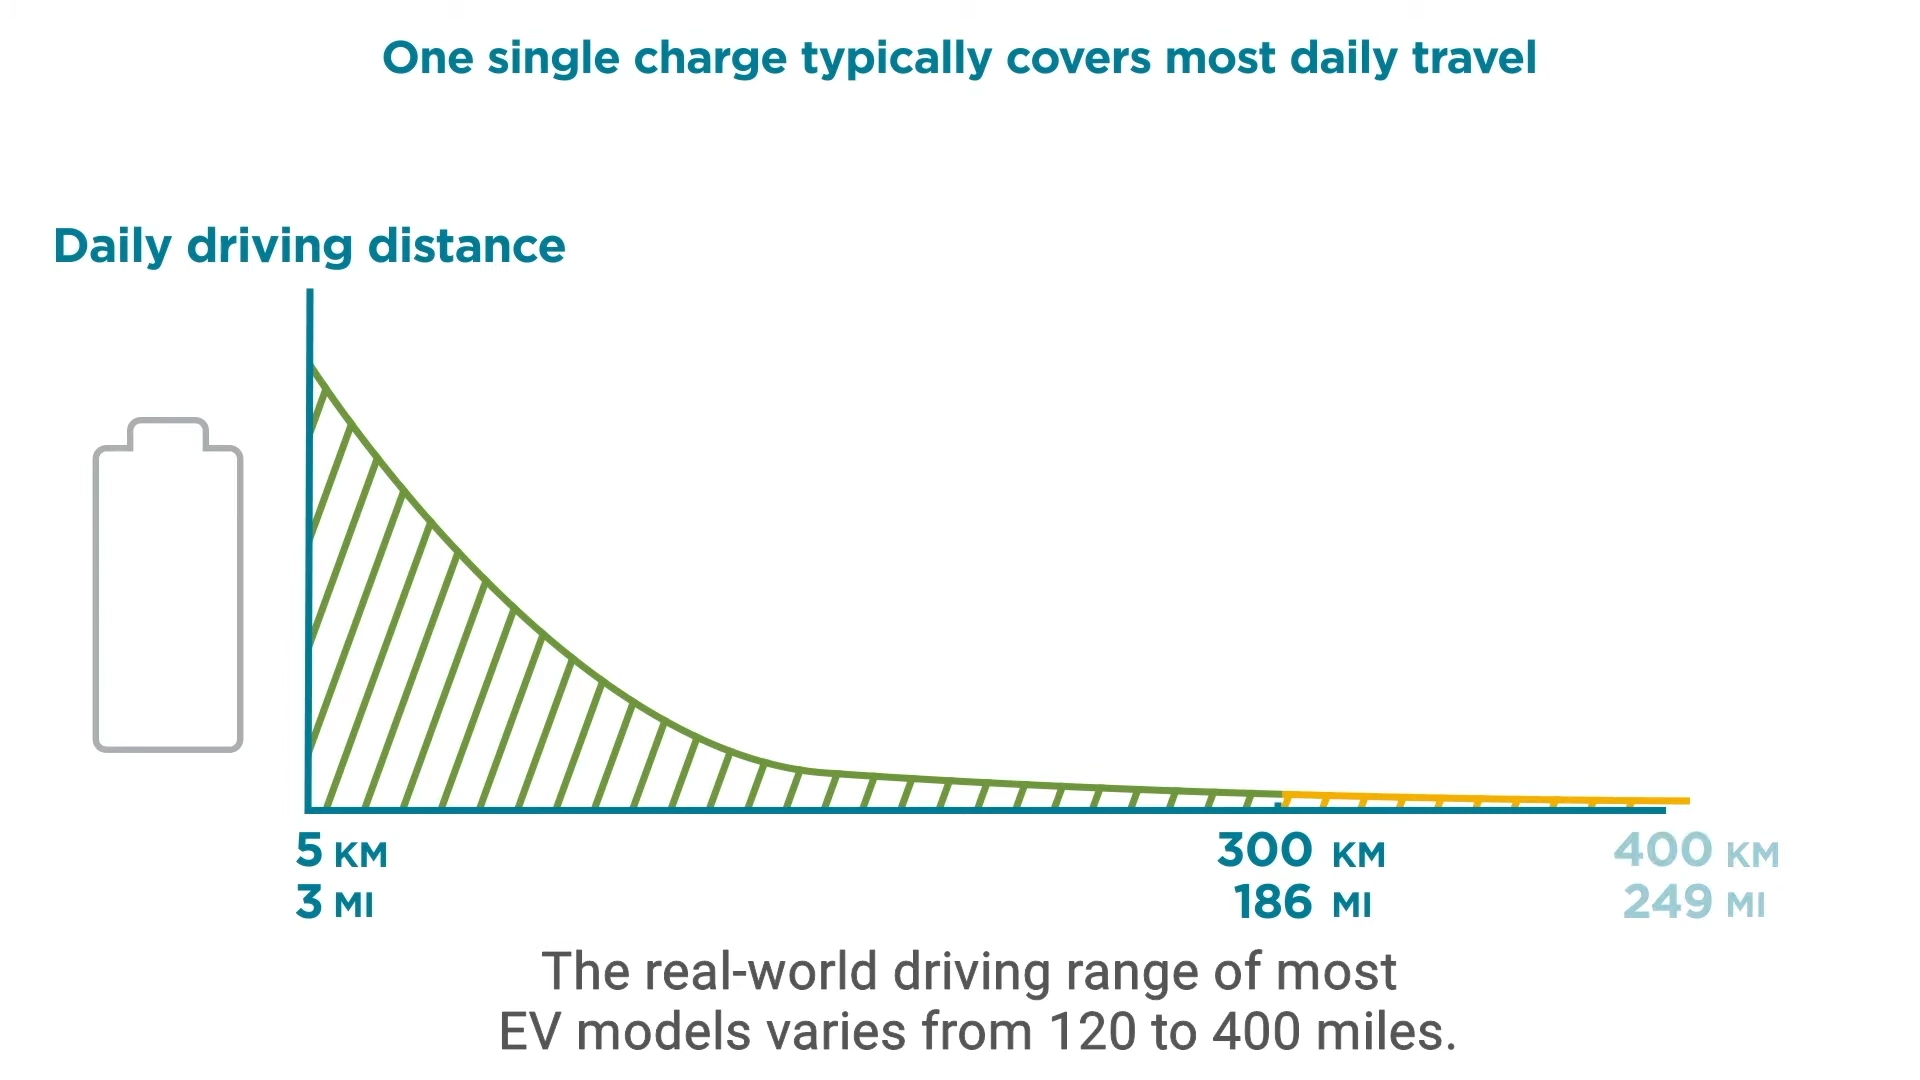 One single charge typically covers most daily travel
Daily driving distance
5 KM
3 MI
300 KM
186 MI
400 KM
249 MI
The real-world driving range of most
EV models varies from 120 to 400 miles.